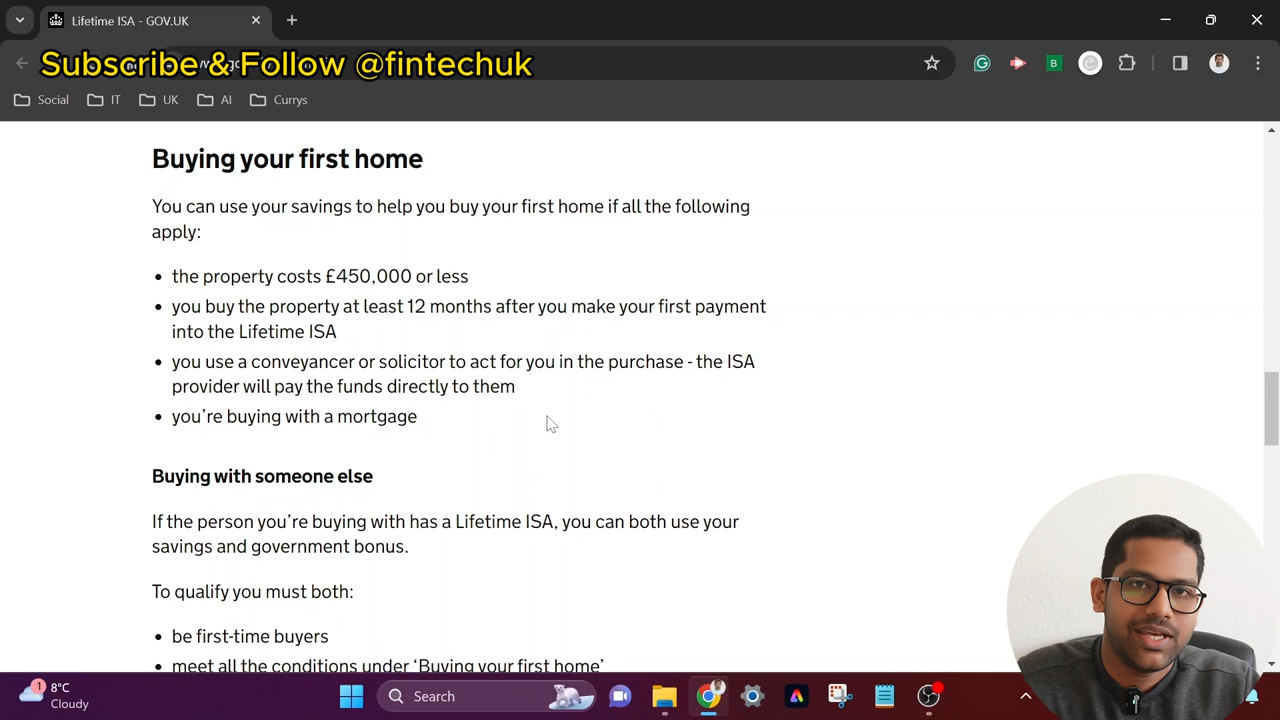 Lifetime ISA - GOV.UK
Subscribe & Follow @fintechuk
Social
IT
UK
AI
Currys
Buying your first home
You can use your savings to help you buy your first home if all the following
apply:
• the property costs £450,000 or less
• you buy the property at least 12 months after you make your first payment
into the Lifetime ISA
• you use a conveyancer or solicitor to act for you in the purchase - the ISA
provider will pay the funds directly to them
• you’re buying with a mortgage
Buying with someone else
If the person you’re buying with has a Lifetime ISA, you can both use your
savings and government bonus.
To qualify you must both:
• be first-time buyers
• meet all the conditions under ‘Buying your first home’
1
8°C
Cloudy
Search